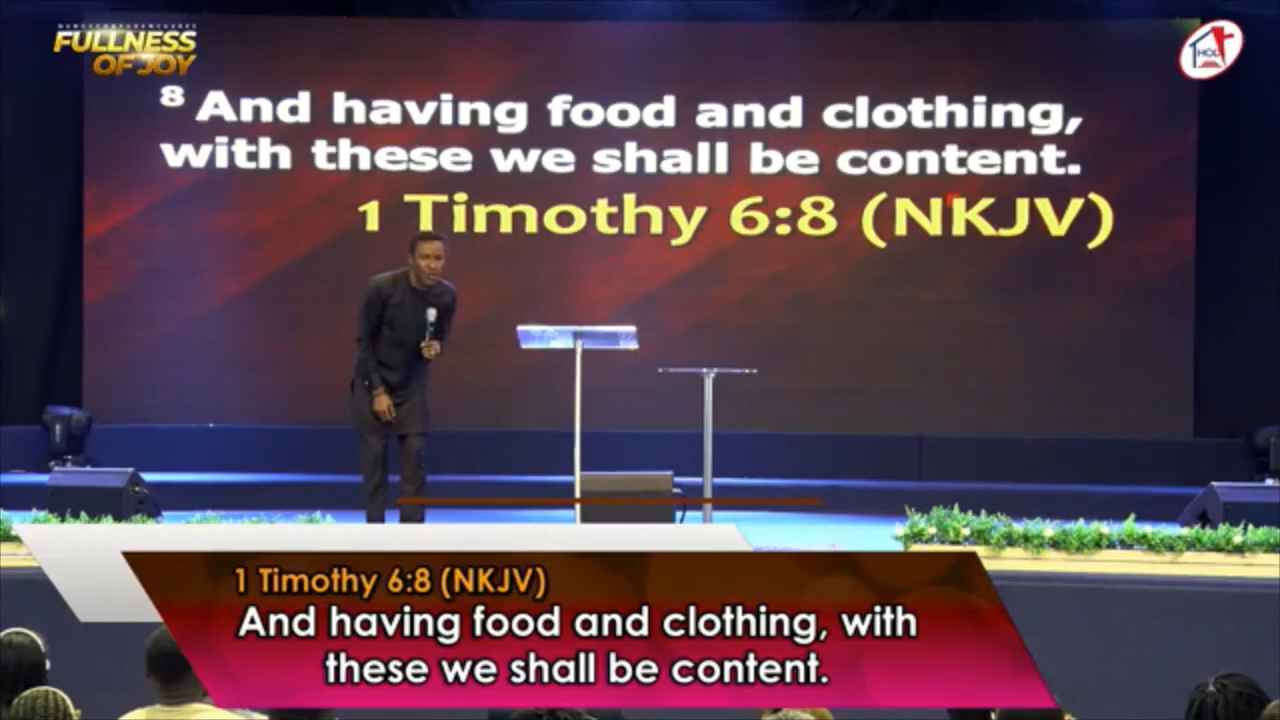 FULLNESS
OF JOY
HOL
8 And having food and clothing,
with these we shall be content.
1 Timothy 6:8 (NKJV)
1 Timothy 6:8 (NKJV)
And having food and clothing, with
these we shall be content.